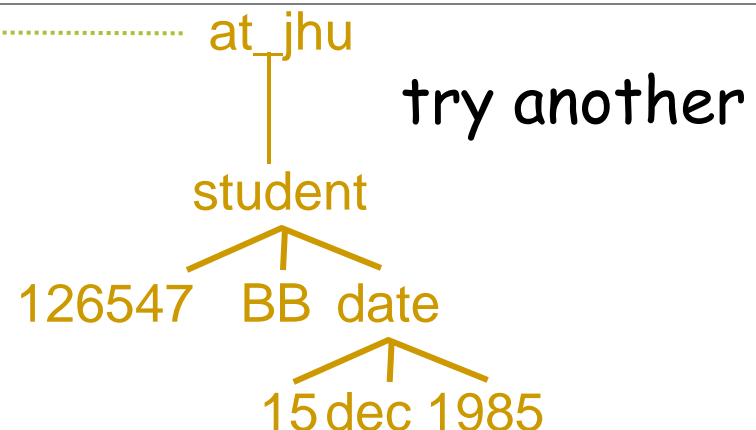 at_jhu
try another
student
126547 BB date
15 dec 1985